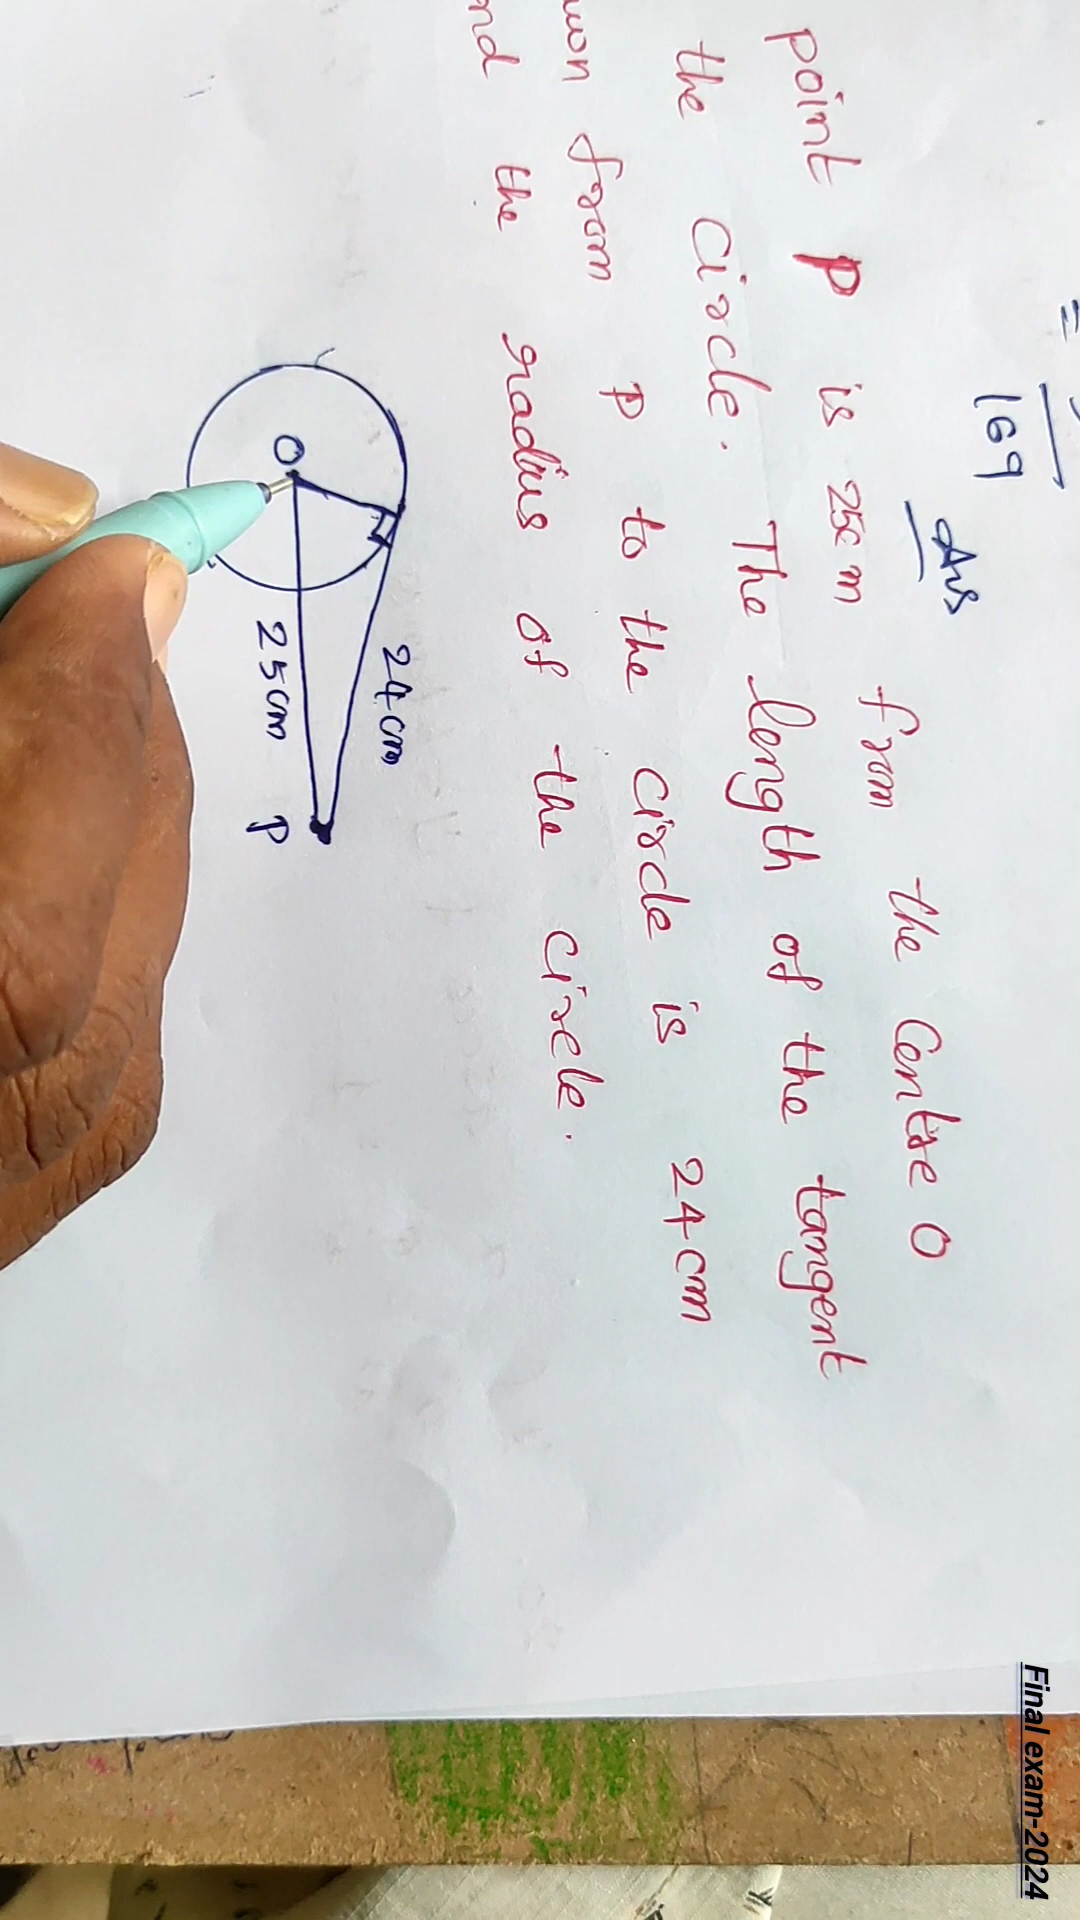 169
Ans
point P is 25cm from the Centre O
the Circle. The length of the tangent
from P to the circle is 24cm
the radius of the circle.
24cm
O
25cm
P
Final exam-2024